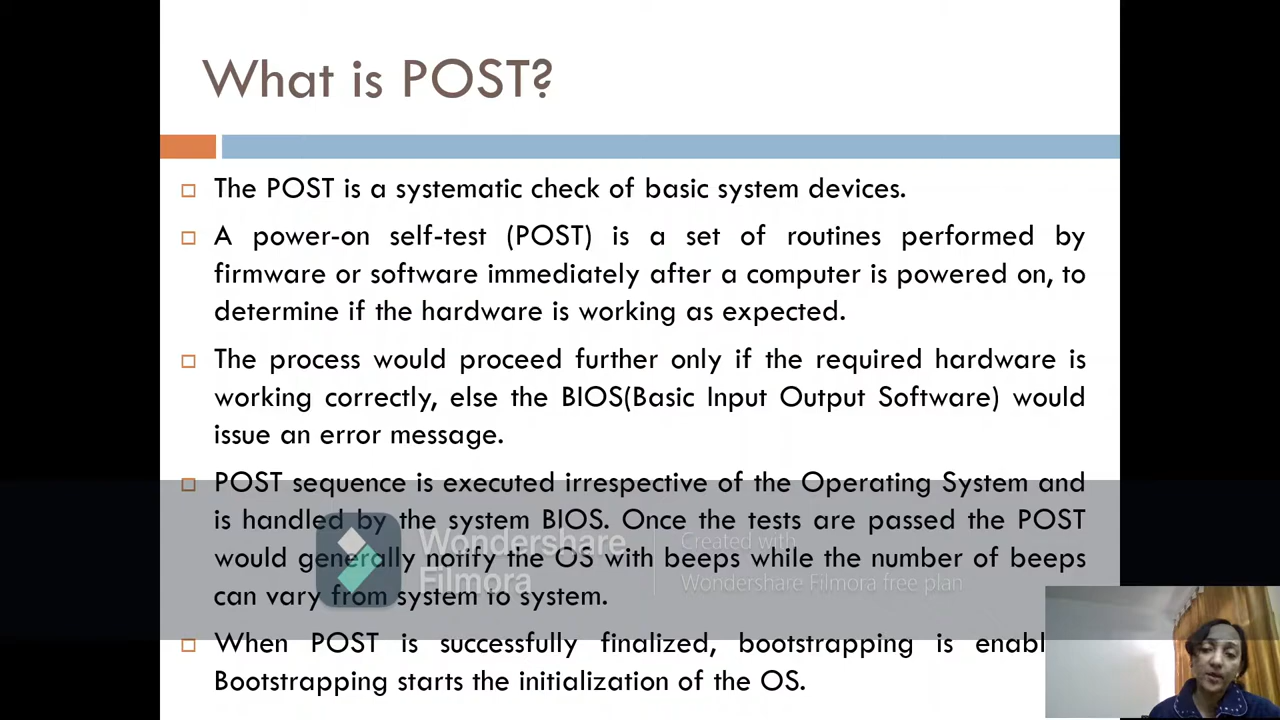 What is POST?
The POST is a systematic check of basic system devices.
A power-on self-test (POST) is a set of routines performed by
firmware or software immediately after a computer is powered on, to
determine if the hardware is working as expected.
The process would proceed further only if the required hardware is
working correctly, else the BIOS(Basic Input Output Software) would
issue an error message.
POST sequence is executed irrespective of the Operating System and
is handled by the system BIOS. Once the tests are passed the POST
would generally notify the OS with beeps while the number of beeps
can vary from system to system.
Wondershare
Filmora
Created with
Wondershare Filmora free plan
When POST is successfully finalized, bootstrapping is enabl
Bootstrapping starts the initialization of the OS.